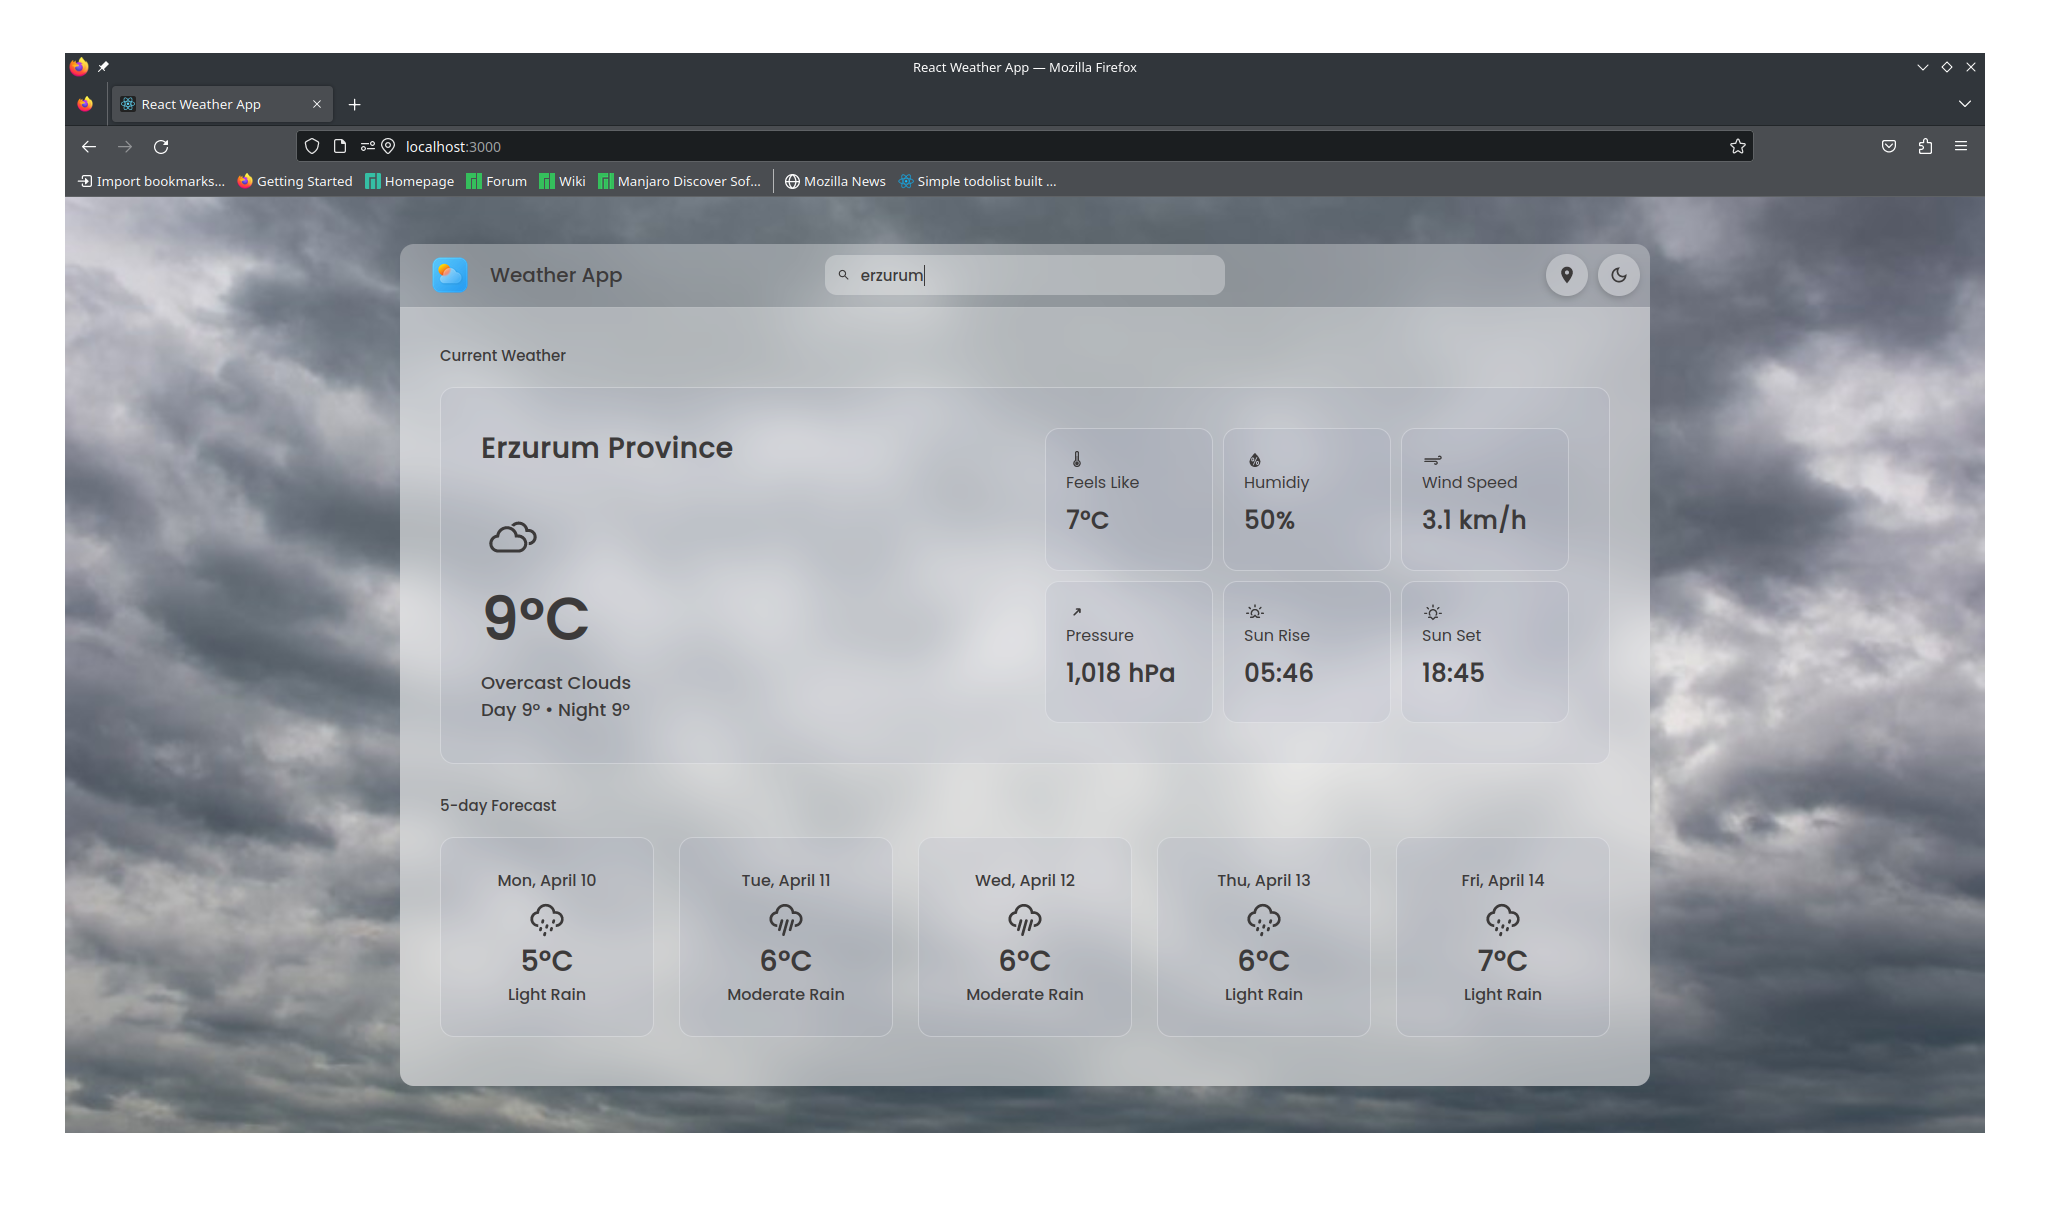 React Weather App — Mozilla Firefox
React Weather App
localhost:3000
Import bookmarks... Getting Started Homepage Forum Wiki Manjaro Discover Sof... Mozilla News Simple todolist built ...
Weather App
erzurum
Current Weather
Erzurum Province
9°C
Overcast Clouds
Day 9° • Night 9°
Feels Like
7°C
Humidiy
50%
Wind Speed
3.1 km/h
Pressure
1,018 hPa
Sun Rise
05:46
Sun Set
18:45
5-day Forecast
Mon, April 10
5°C
Light Rain
Tue, April 11
6°C
Moderate Rain
Wed, April 12
6°C
Moderate Rain
Thu, April 13
6°C
Light Rain
Fri, April 14
7°C
Light Rain